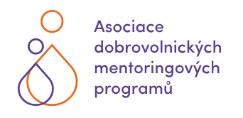 Asociace
dobrovolnických
mentoringových
programů